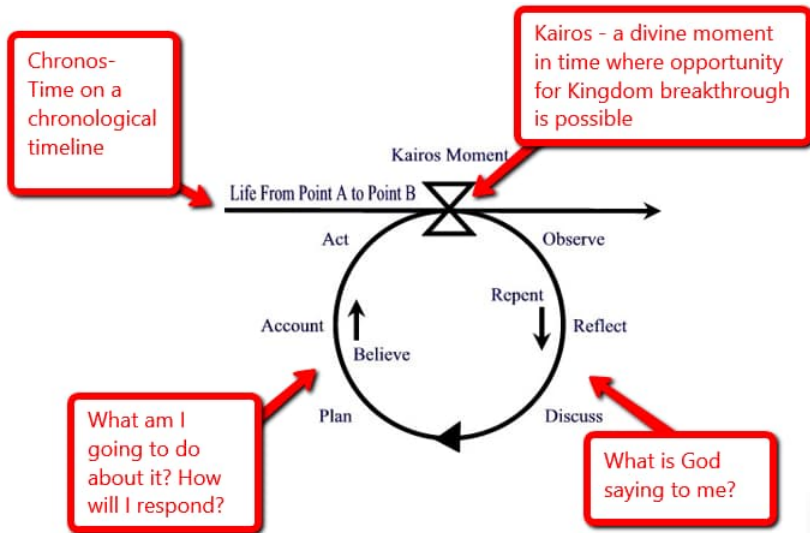 Chronos-
Time on a
chronological
timeline
Kairos - a divine moment
in time where opportunity
for Kingdom breakthrough
is possible
Kairos Moment
Life From Point A to Point B
Act
Observe
Repent
Account
Reflect
Believe
Plan
Discuss
What am I
going to do
about it? How
will I respond?
What is God
saying to me?